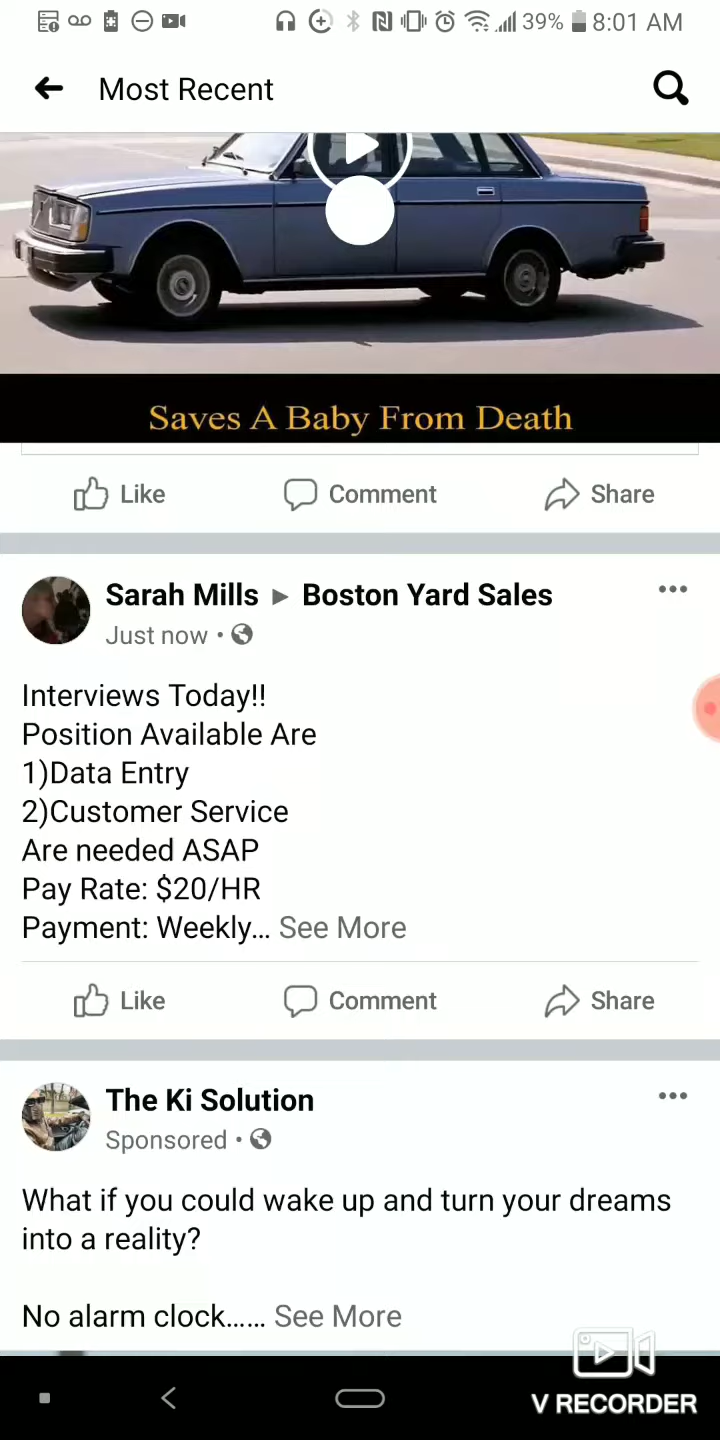 39% 8:01 AM
Most Recent
Saves A Baby From Death
Like Comment Share
Sarah Mills ▸ Boston Yard Sales
Just now •
Interviews Today!!
Position Available Are
1)Data Entry
2)Customer Service
Are needed ASAP
Pay Rate: $20/HR
Payment: Weekly... See More
Like Comment Share
The Ki Solution
Sponsored •
What if you could wake up and turn your dreams
into a reality?
No alarm clock...... See More
V RECORDER